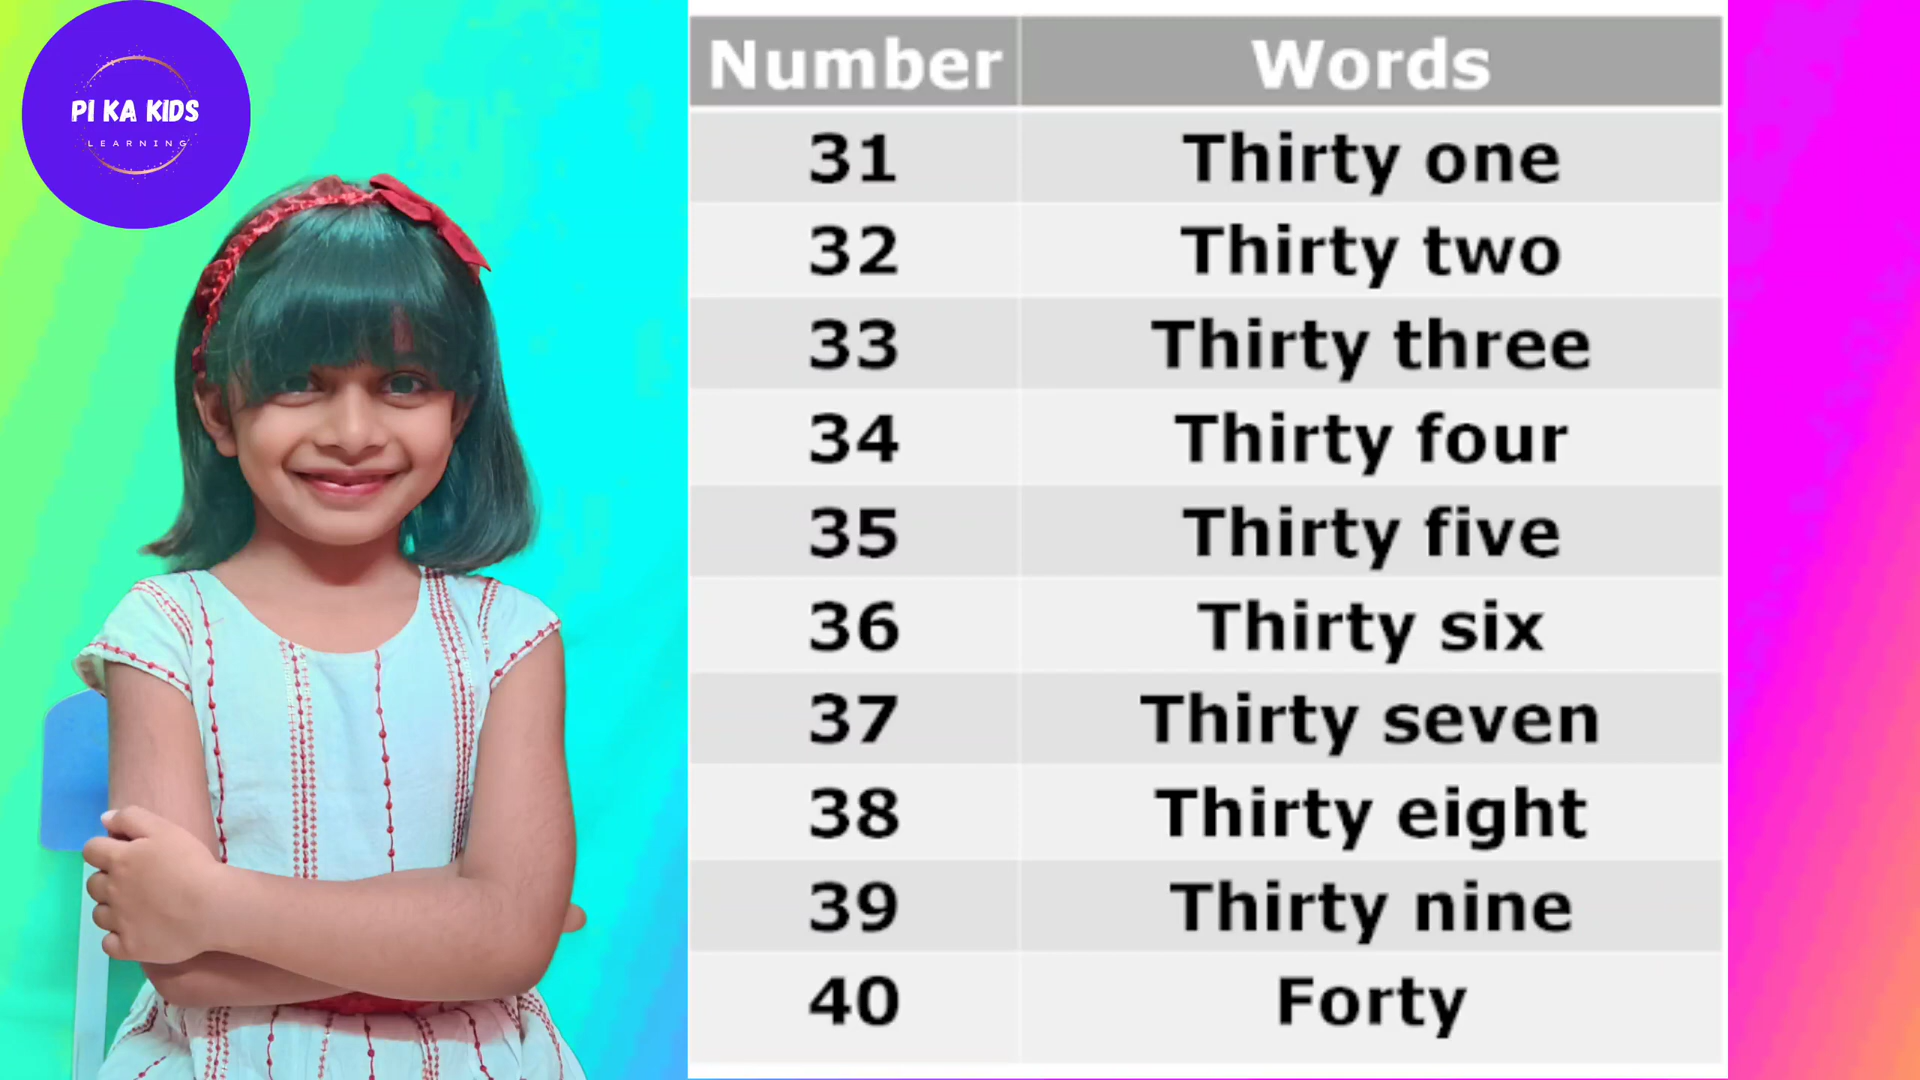 PI KA KIDS
LEARNING
Number Words
31 Thirty one
32 Thirty two
33 Thirty three
34 Thirty four
35 Thirty five
36 Thirty six
37 Thirty seven
38 Thirty eight
39 Thirty nine
40 Forty